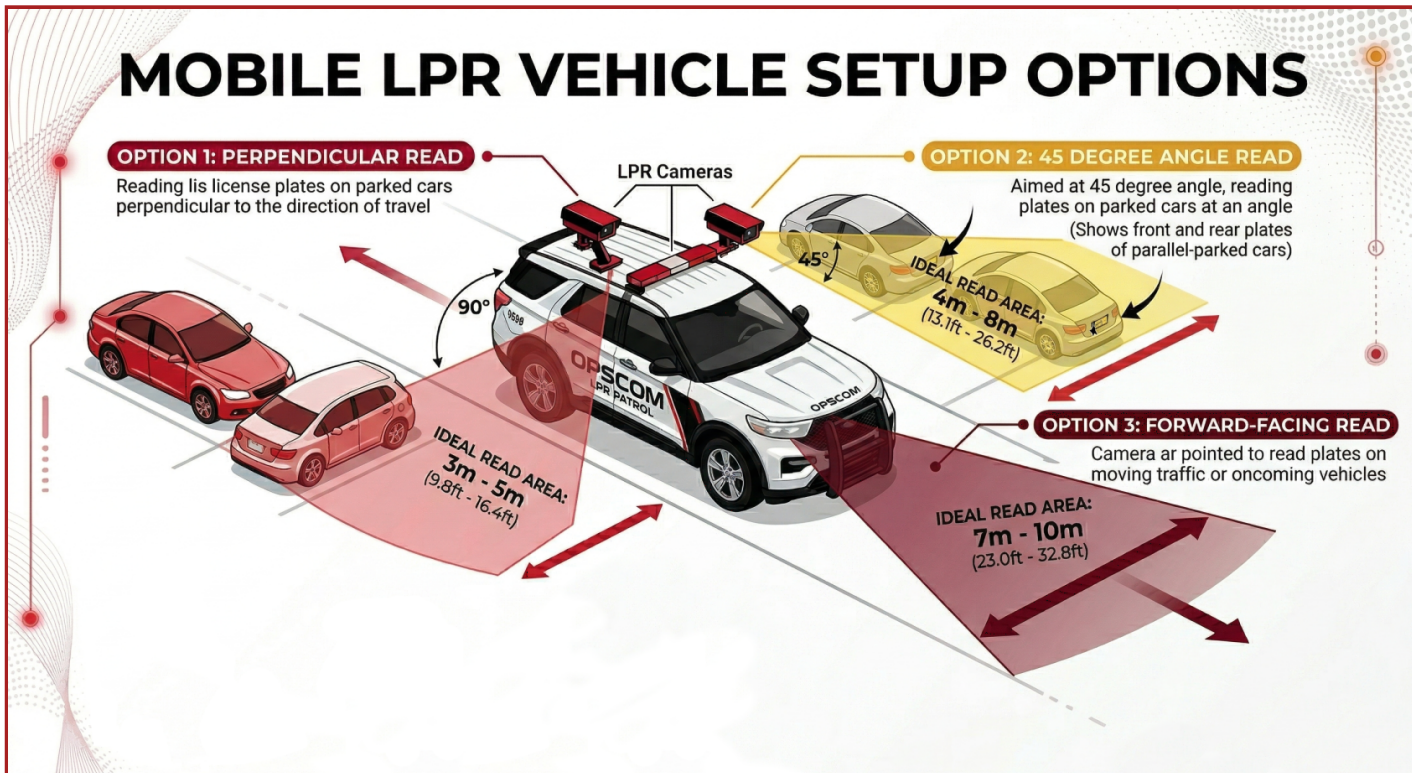 MOBILE LPR VEHICLE SETUP OPTIONS
OPTION 1: PERPENDICULAR READ
Reading lis license plates on parked cars
perpendicular to the direction of travel
LPR Cameras
OPTION 2: 45 DEGREE ANGLE READ
Aimed at 45 degree angle, reading
plates on parked cars at an angle
(Shows front and rear plates
of parallel-parked cars)
45°
IDEAL READ AREA:
4m - 8m
(13.1ft - 26.2ft)
90°
9598
OPSCOM
LPR PATROL
OPSCOM
IDEAL READ AREA:
3m - 5m
(9.8ft - 16.4ft)
OPTION 3: FORWARD-FACING READ
Camera ar pointed to read plates on
moving traffic or oncoming vehicles
IDEAL READ AREA:
7m - 10m
(23.0ft - 32.8ft)